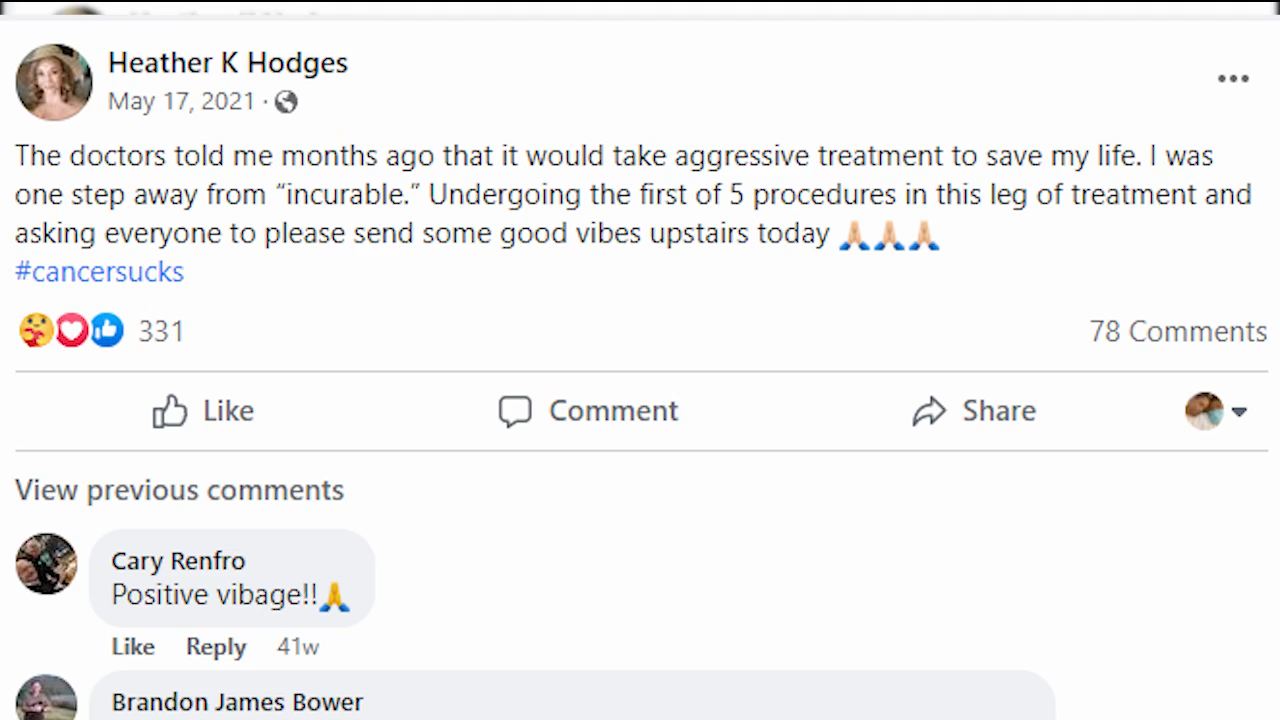 Heather K Hodges
May 17, 2021 ·
The doctors told me months ago that it would take aggressive treatment to save my life. I was
one step away from “incurable.” Undergoing the first of 5 procedures in this leg of treatment and
asking everyone to please send some good vibes upstairs today 🙏🏼🙏🏼🙏🏼
#cancersucks
331
78 Comments
Like
Comment
Share
View previous comments
Cary Renfro
Positive vibage!!🙏
Like Reply 41w
Brandon James Bower